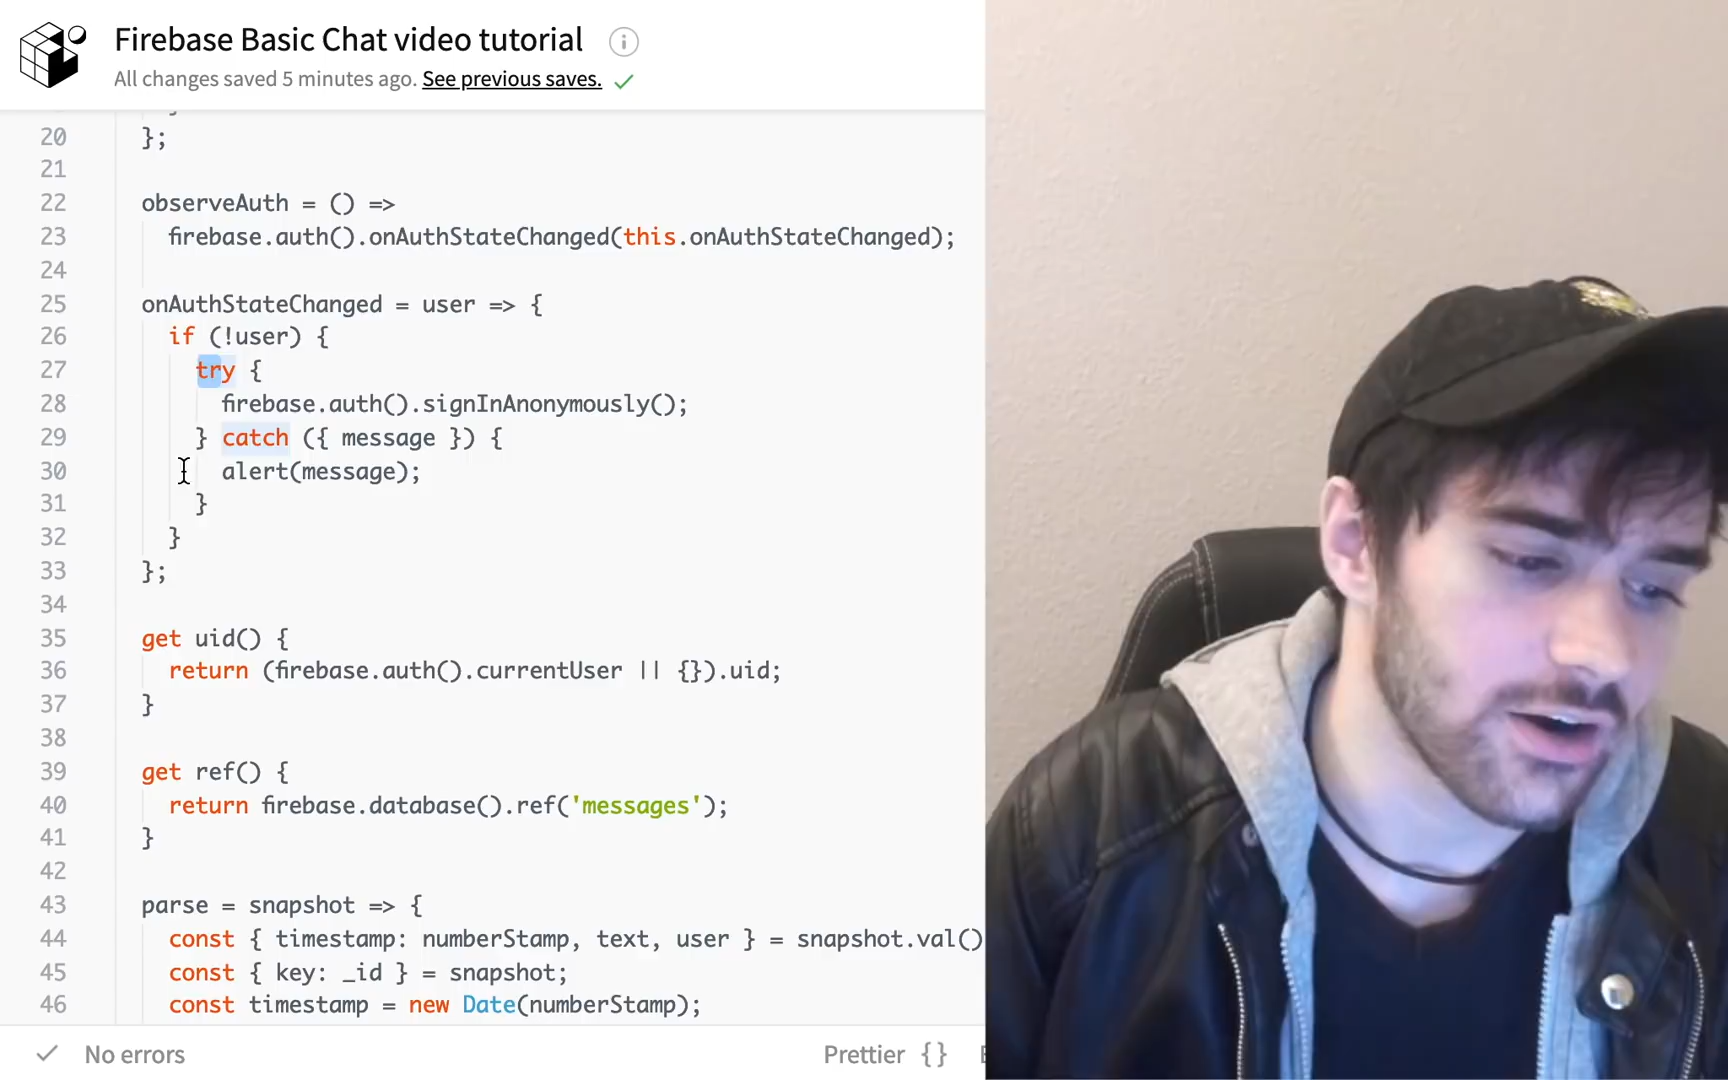 Firebase Basic Chat video tutorial
All changes saved 5 minutes ago. See previous saves.
20 };
21
22 observeAuth = () =>
23 firebase.auth().onAuthStateChanged(this.onAuthStateChanged);
24
25 onAuthStateChanged = user => {
26 if (!user) {
27 try {
28 firebase.auth().signInAnonymously();
29 } catch ({ message }) {
30 alert(message);
31 }
32 }
33 };
34
35 get uid() {
36 return (firebase.auth().currentUser || {}).uid;
37 }
38
39 get ref() {
40 return firebase.database().ref('messages');
41 }
42
43 parse = snapshot => {
44 const { timestamp: numberStamp, text, user } = snapshot.val()
45 const { key: _id } = snapshot;
46 const timestamp = new Date(numberStamp);
No errors
Prettier {}